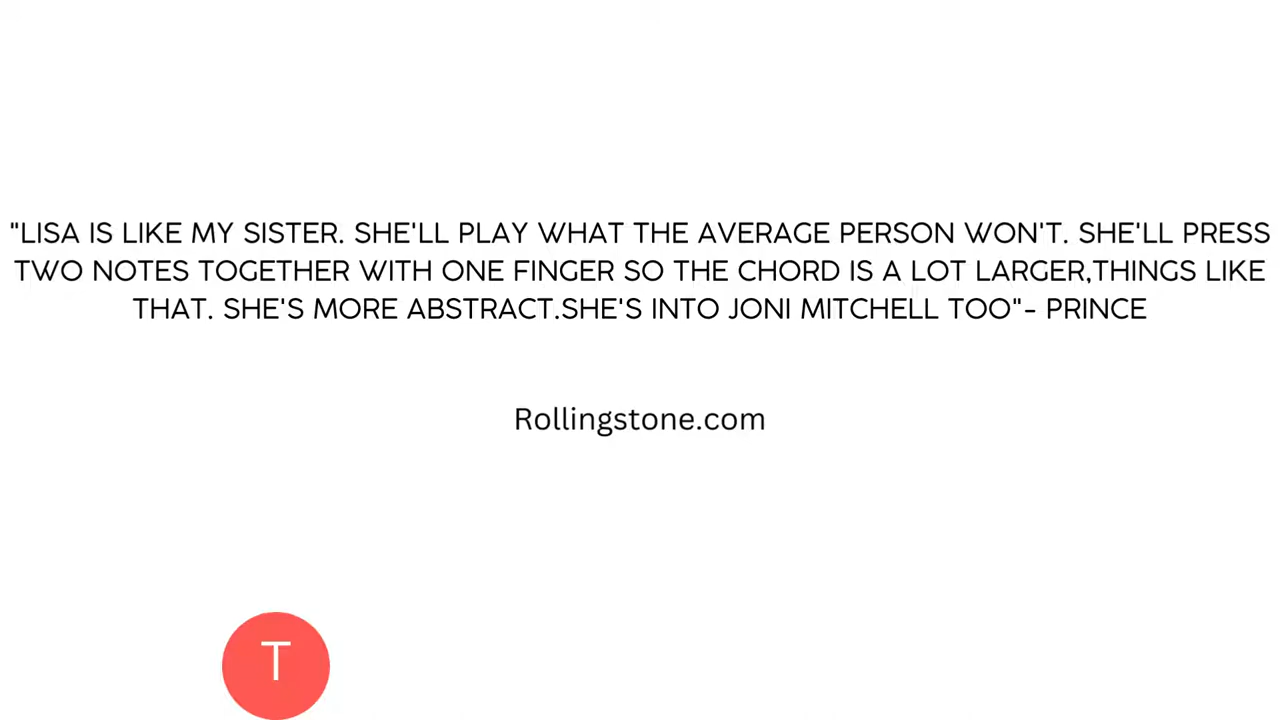 "LISA IS LIKE MY SISTER. SHE'LL PLAY WHAT THE AVERAGE PERSON WON'T. SHE'LL PRESS
TWO NOTES TOGETHER WITH ONE FINGER SO THE CHORD IS A LOT LARGER,THINGS LIKE
THAT. SHE'S MORE ABSTRACT.SHE'S INTO JONI MITCHELL TOO"- PRINCE
Rollingstone.com
T